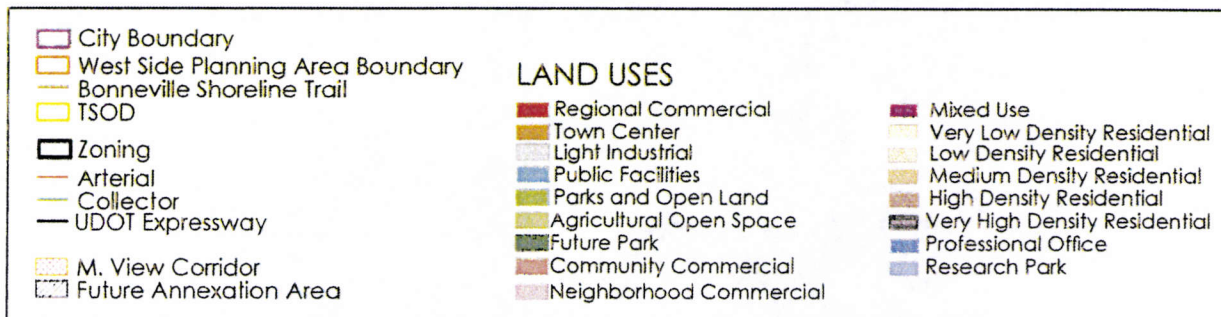 City Boundary
West Side Planning Area Boundary
Bonneville Shoreline Trail
TSOD
Zoning
Arterial
Collector
UDOT Expressway
M. View Corridor
Future Annexation Area
LAND USES
Regional Commercial
Town Center
Light Industrial
Public Facilities
Parks and Open Land
Agricultural Open Space
Future Park
Community Commercial
Neighborhood Commercial
Mixed Use
Very Low Density Residential
Low Density Residential
Medium Density Residential
High Density Residential
Very High Density Residential
Professional Office
Research Park